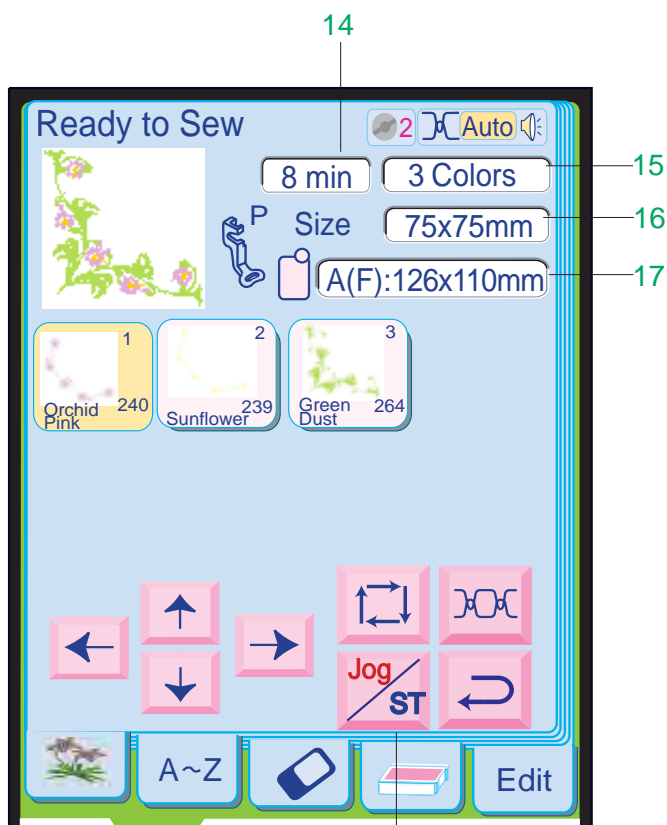 14
Ready to Sew
2 Auto
8 min
3 Colors
15
P
Size
75x75mm
16
A(F):126x110mm
17
1
Orchid
Pink
240
2
Sunflower
239
3
Green
Dust
264
Jog
ST
A~Z
Edit